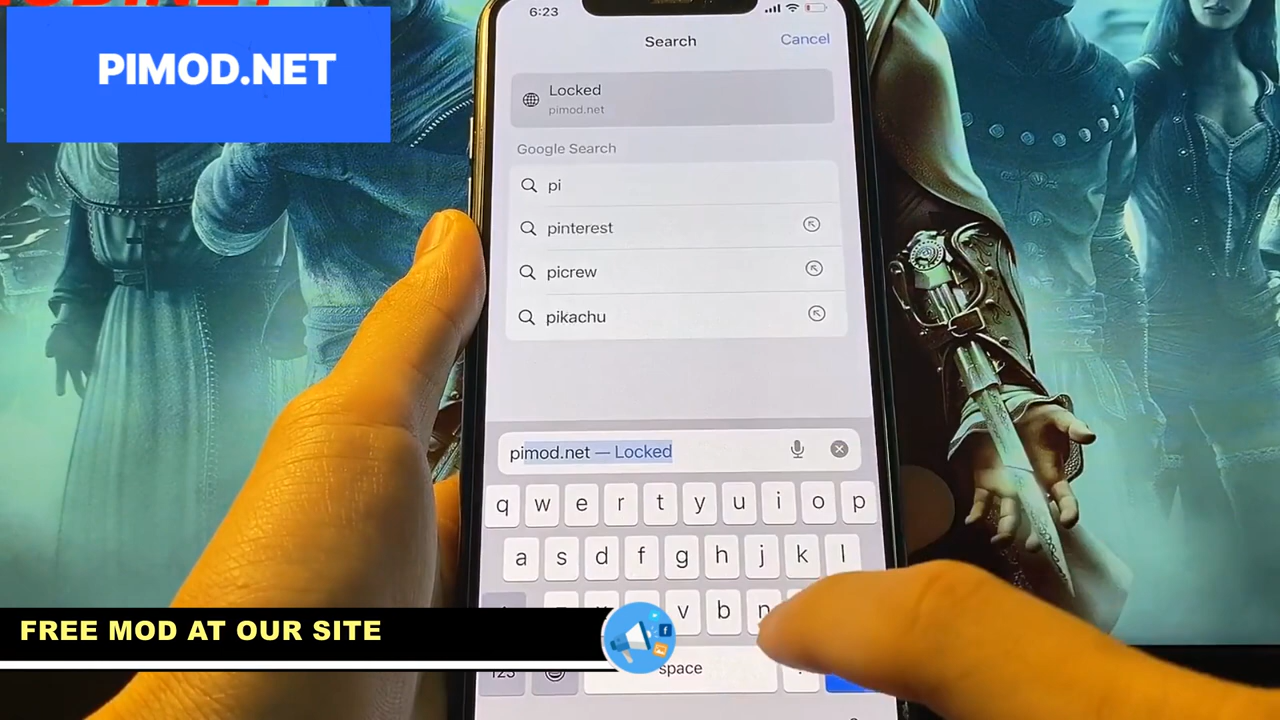 PIMOD.NET
6:23
Search
Cancel
Locked
pimod.net
Google Search
pi
pinterest
picrew
pikachu
pimod.net — Locked
q w e r t y u i o p
a s d f g h j k l
v b n
123
space
FREE MOD AT OUR SITE